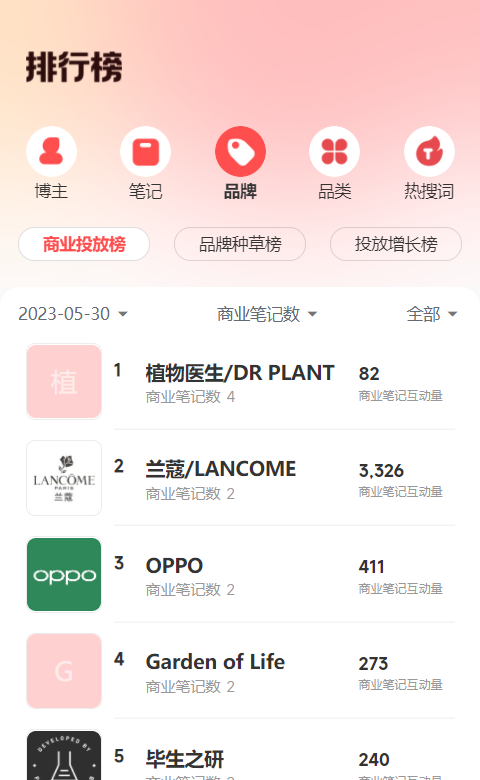 排行榜
博主 笔记 品牌 品类 热搜词
商业投放榜 品牌种草榜 投放增长榜
2023-05-30 商业笔记数 全部
植
1 植物医生/DR PLANT 82
商业笔记数 4 商业笔记互动量
LANCÔME
PARIS
兰蔻
2 兰蔻/LANCOME 3,326
商业笔记数 2 商业笔记互动量
oppo
3 OPPO 411
商业笔记数 2 商业笔记互动量
G
4 Garden of Life 273
商业笔记数 2 商业笔记互动量
DEVELOPED BY
5 毕生之研 240